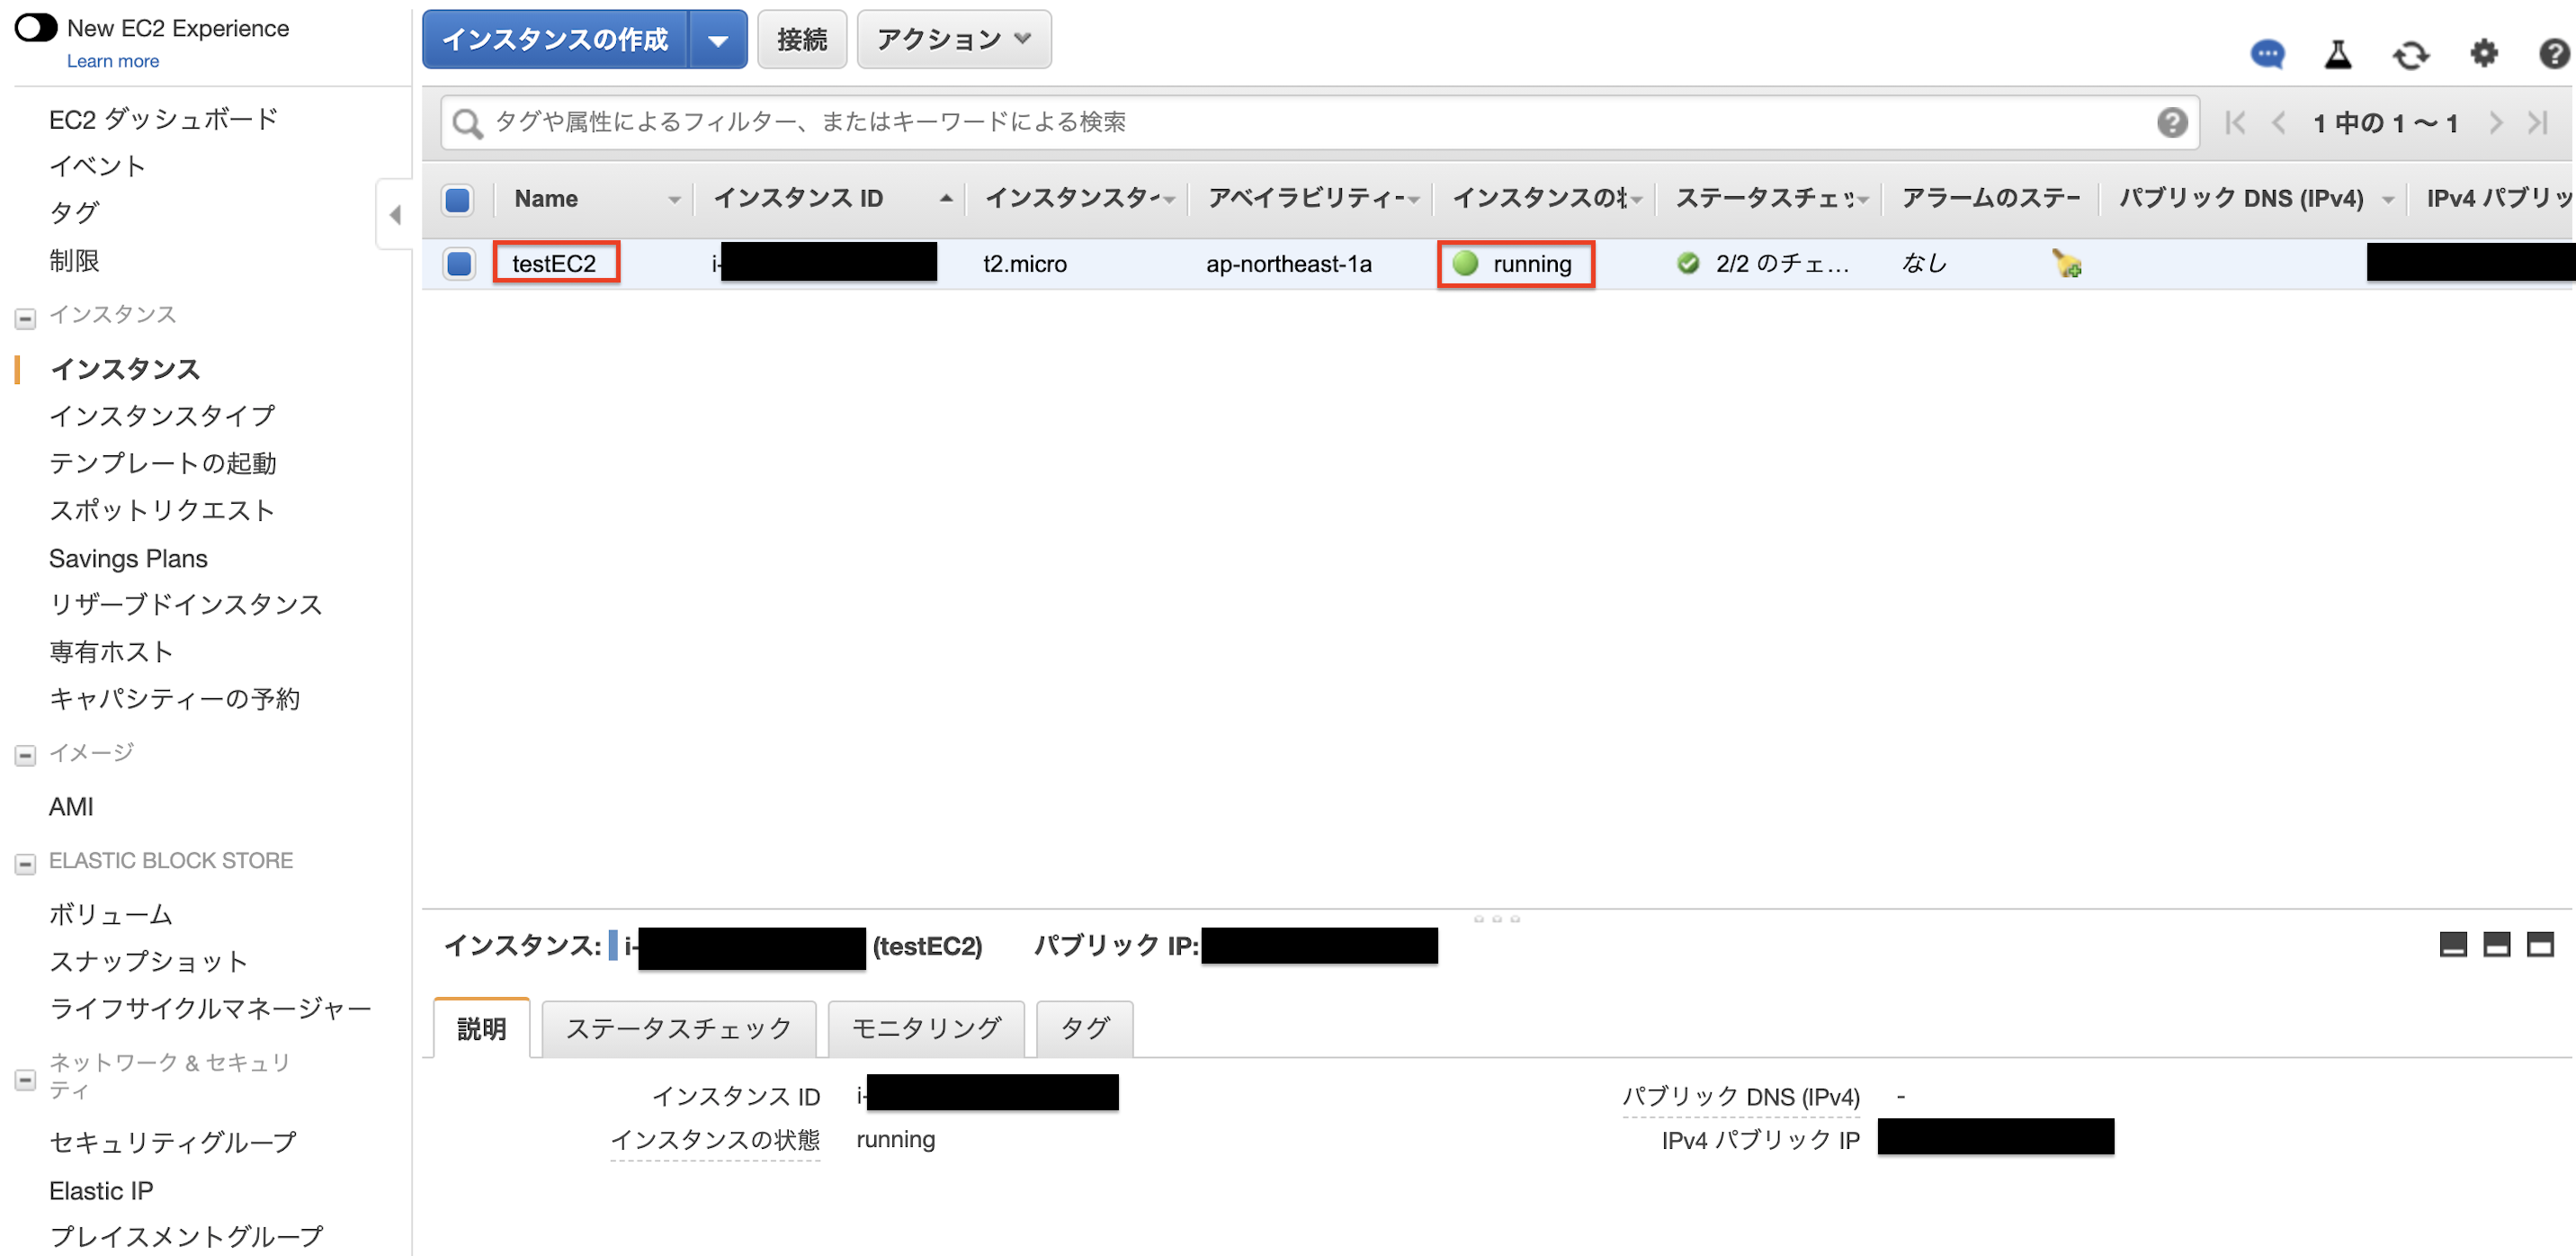 New EC2 Experience
Learn more
EC2 ダッシュボード
イベント
タグ
制限
インスタンス
インスタンス
インスタンスタイプ
テンプレートの起動
スポットリクエスト
Savings Plans
リザーブドインスタンス
専有ホスト
キャパシティーの予約
イメージ
AMI
ELASTIC BLOCK STORE
ボリューム
スナップショット
ライフサイクルマネージャー
ネットワーク & セキュリ
ティ
セキュリティグループ
Elastic IP
プレイスメントグループ
インスタンスの作成 接続 アクション
タグや属性によるフィルター、またはキーワードによる検索 1 中の 1 ～ 1
Name インスタンス ID インスタンスタイ アベイラビリティー インスタンスの状 ステータスチェッ アラームのステー パブリック DNS (IPv4) IPv4 パブリッ
testEC2 i- t2.micro ap-northeast-1a running 2/2 のチェ… なし
インスタンス: i- (testEC2) パブリック IP:
説明 ステータスチェック モニタリング タグ
インスタンス ID i- パブリック DNS (IPv4) -
インスタンスの状態 running IPv4 パブリック IP